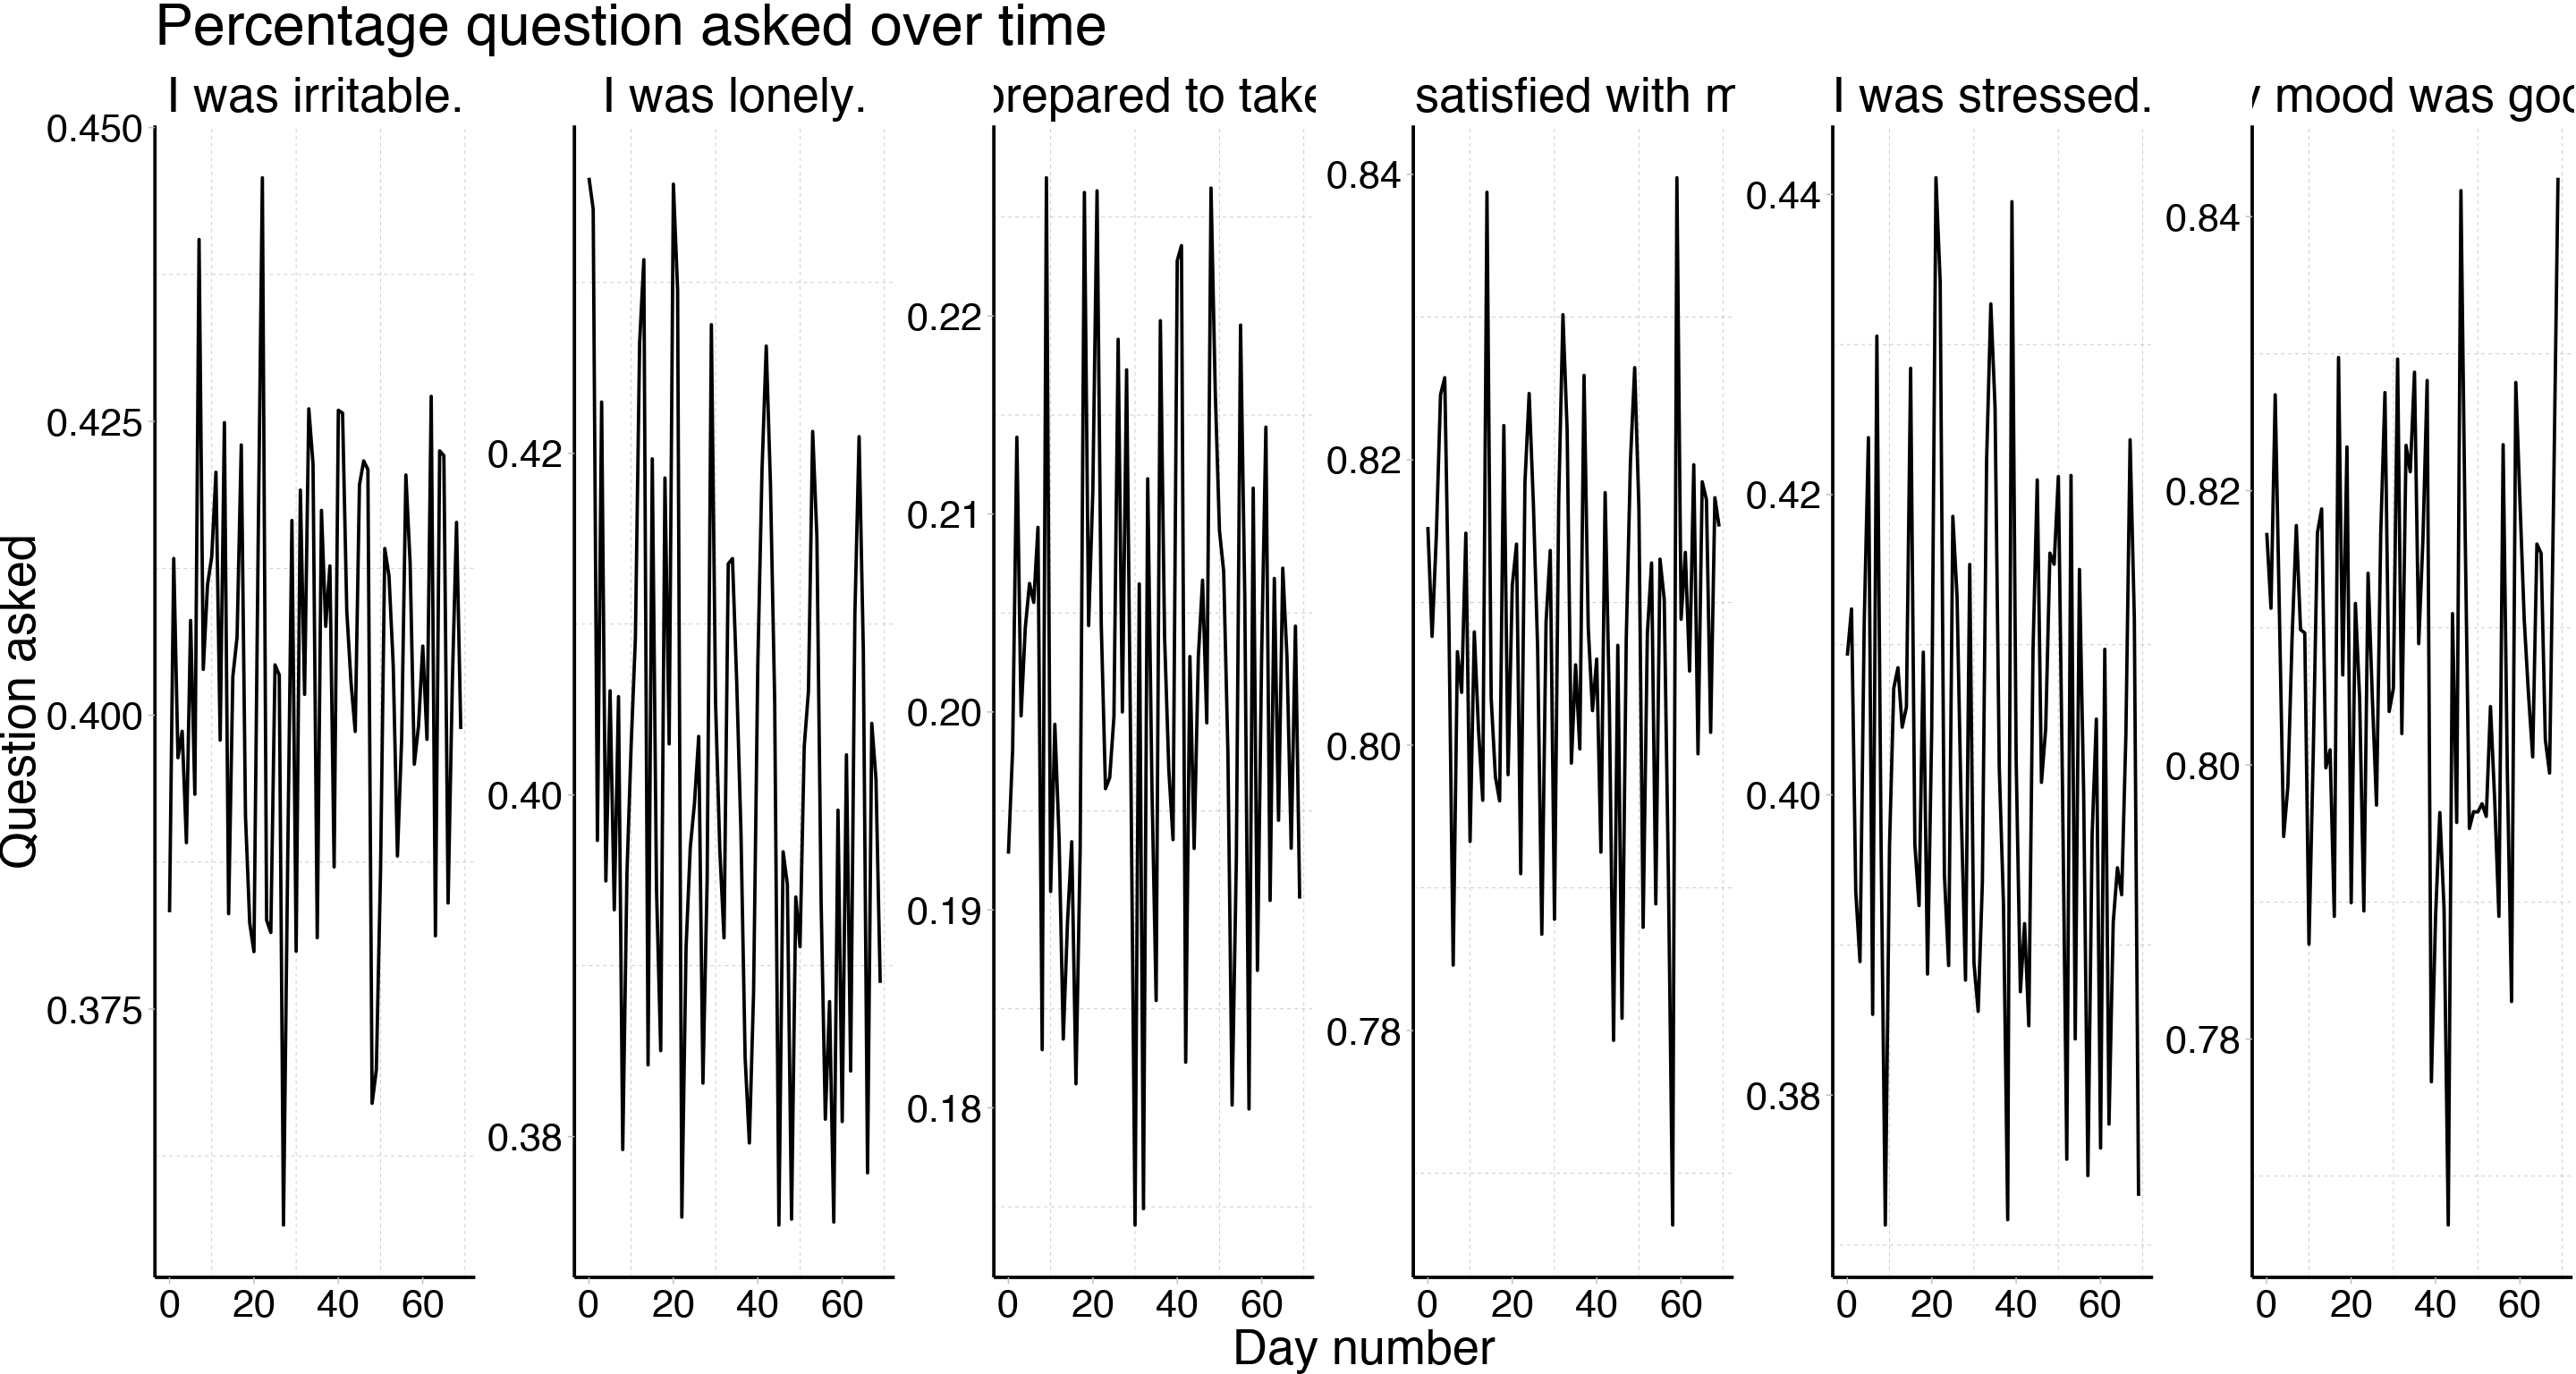 Percentage question asked over time
I was irritable.
I was lonely.
prepared to take
satisfied with m
I was stressed.
y mood was goo
Question asked
0.450
0.425
0.400
0.375
0.42
0.40
0.38
0.22
0.21
0.20
0.19
0.18
0.84
0.82
0.80
0.78
0.44
0.42
0.40
0.38
0.84
0.82
0.80
0.78
0 20 40 60
0 20 40 60
0 20 40 60
0 20 40 60
0 20 40 60
0 20 40 60
Day number